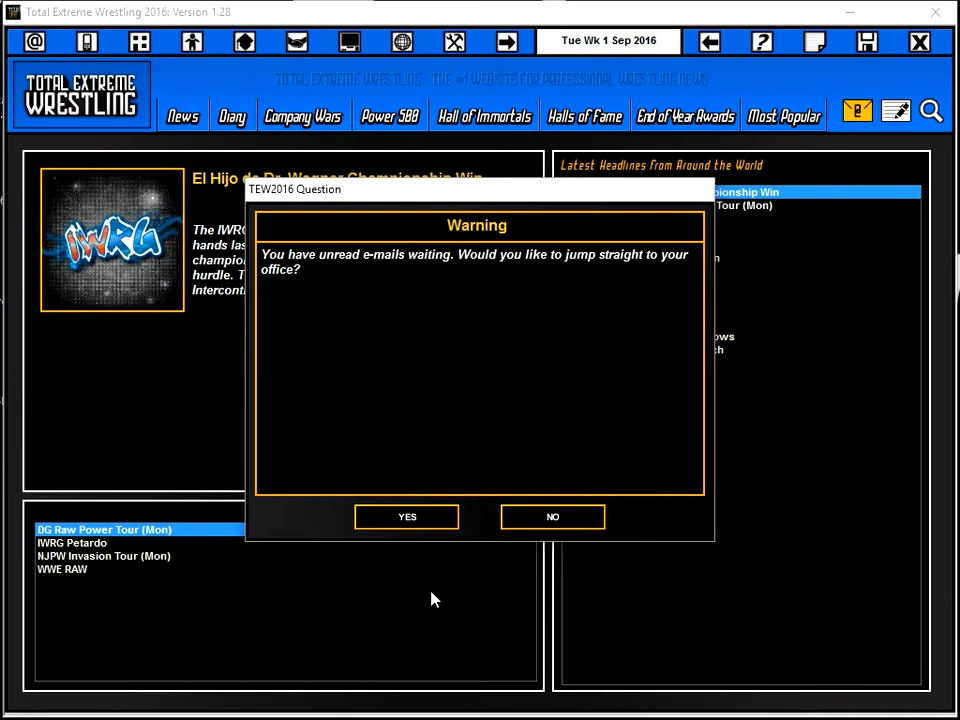 Total Extreme Wrestling 2016: Version 1.28
Tue Wk 1 Sep 2016
TOTAL EXTREME WRESTLING
TOTAL EXTREME WRESTLING - THE #1 WEBSITE FOR PROFESSIONAL WRESTLING NEWS
News
Diary
Company Wars
Power 500
Hall of Immortals
Halls of Fame
End of Year Awards
Most Popular
IWRG
El Hijo de Dr. Wagner Championship Win
The IWRG
hands las
champio
hurdle. T
Interconti
Latest Headlines From Around the World
pionship Win
Tour (Mon)
n
ows
ch
TEW2016 Question
Warning
You have unread e-mails waiting. Would you like to jump straight to your
office?
YES
NO
DG Raw Power Tour (Mon)
IWRG Petardo
NJPW Invasion Tour (Mon)
WWE RAW